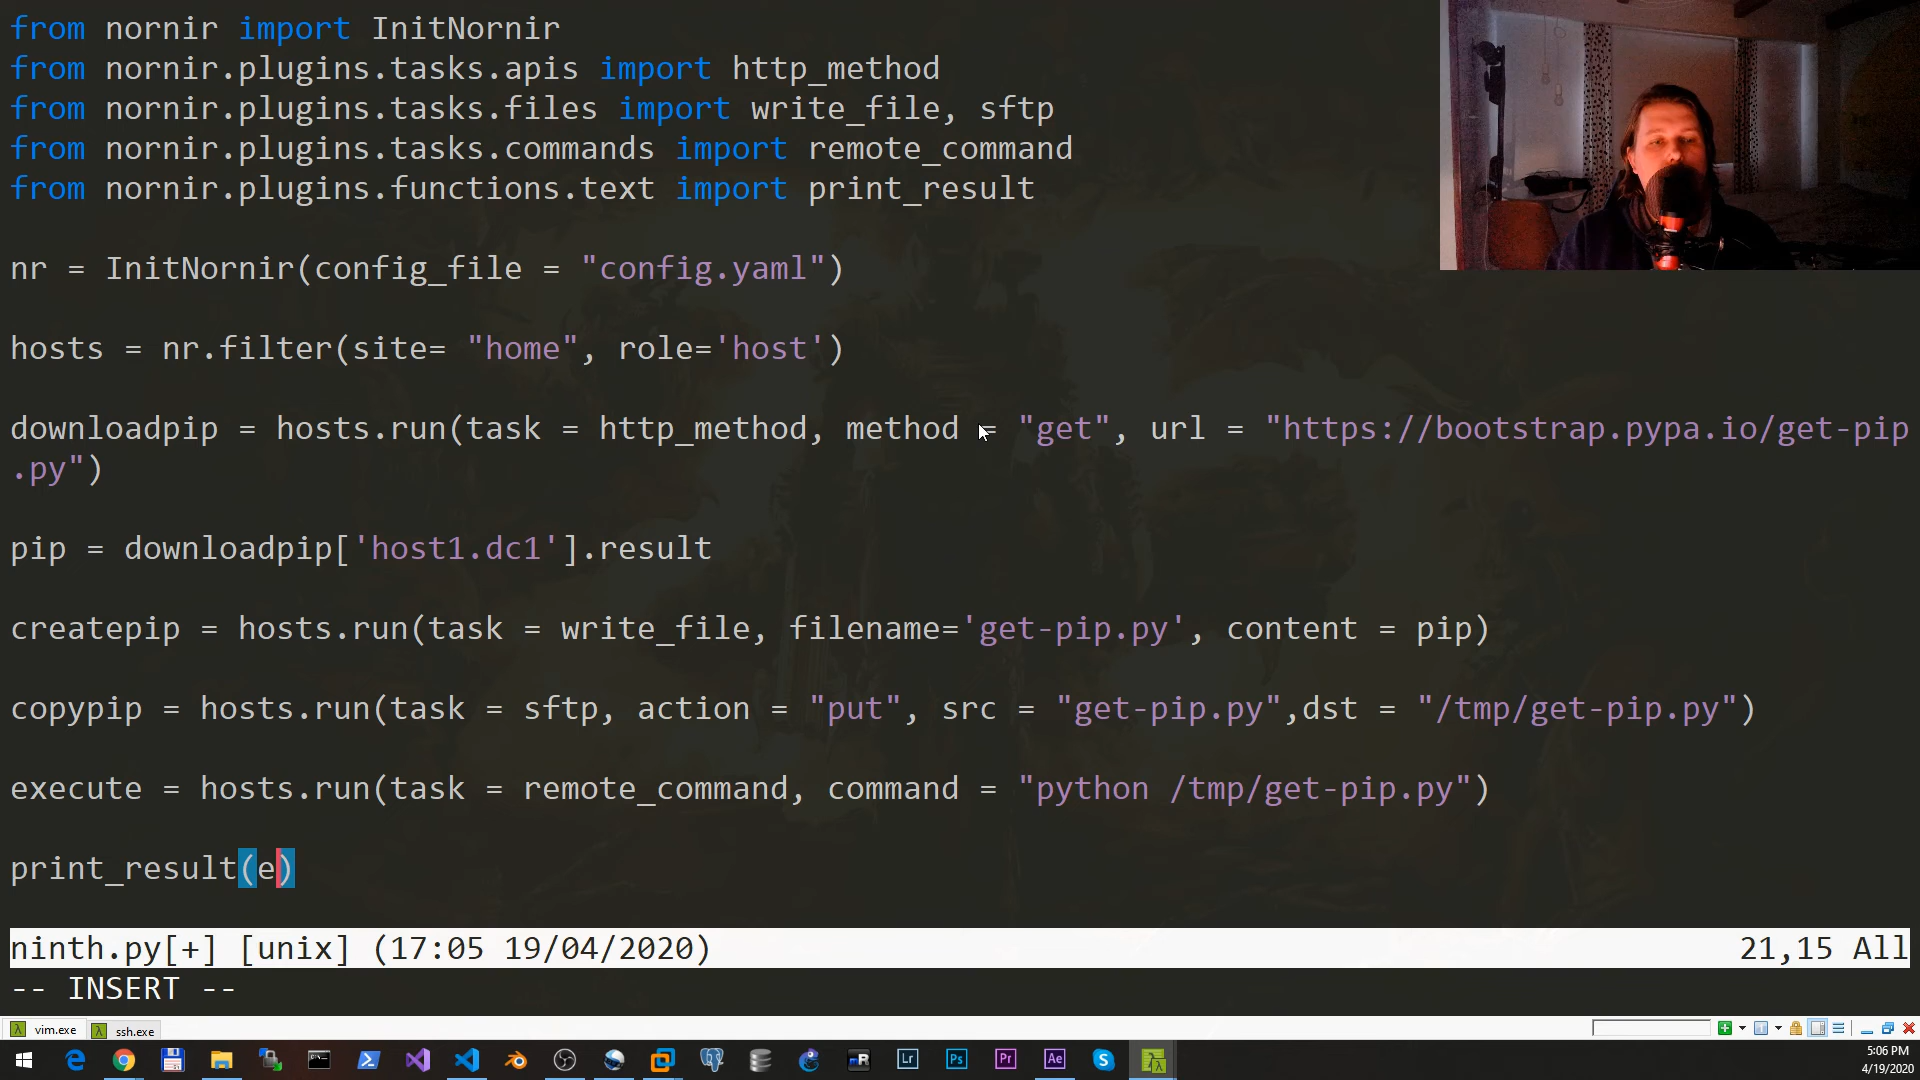 from nornir import InitNornir
from nornir.plugins.tasks.apis import http_method
from nornir.plugins.tasks.files import write_file, sftp
from nornir.plugins.tasks.commands import remote_command
from nornir.plugins.functions.text import print_result
nr = InitNornir(config_file = "config.yaml")
hosts = nr.filter(site= "home", role='host')
downloadpip = hosts.run(task = http_method, method = "get", url = "https://bootstrap.pypa.io/get-pip
.py")
pip = downloadpip['host1.dc1'].result
createpip = hosts.run(task = write_file, filename='get-pip.py', content = pip)
copypip = hosts.run(task = sftp, action = "put", src = "get-pip.py",dst = "/tmp/get-pip.py")
execute = hosts.run(task = remote_command, command = "python /tmp/get-pip.py")
print_result(e)
ninth.py[+] [unix] (17:05 19/04/2020) 21,15 All
-- INSERT --
vim.exe ssh.exe
Lr Ps Pr Ae
5:06 PM
4/19/2020